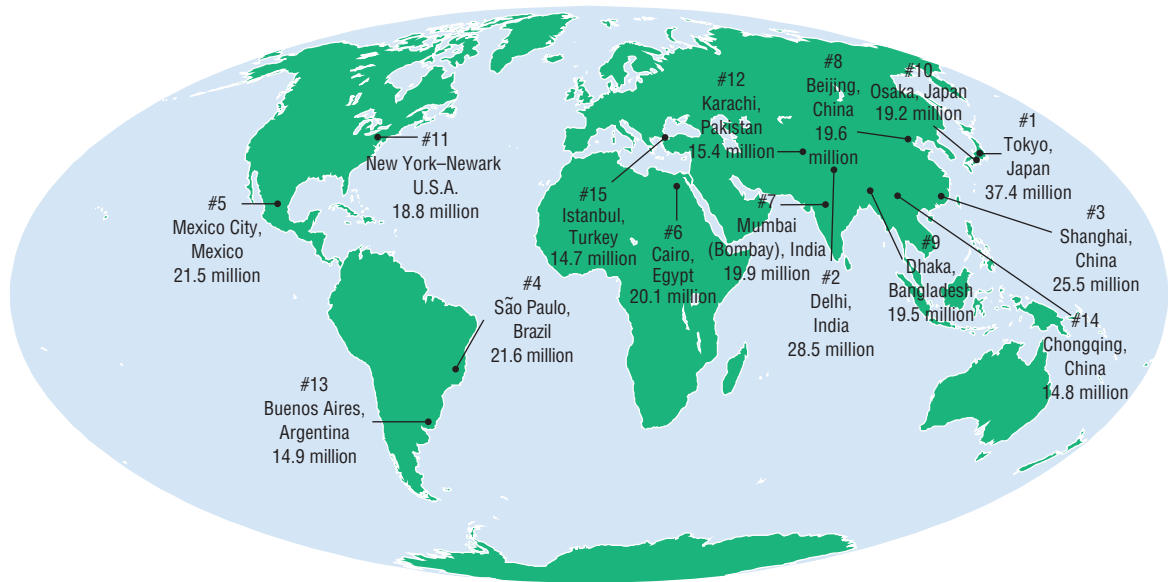 #8
Beijing,
China
19.6
million
#10
Osaka, Japan
19.2 million
#12
Karachi,
Pakistan
15.4 million
#1
Tokyo,
Japan
37.4 million
#11
New York–Newark
U.S.A.
18.8 million
#5
Mexico City,
Mexico
21.5 million
#15
Istanbul,
Turkey
14.7 million
#6
Cairo,
Egypt
20.1 million
#7
Mumbai
(Bombay), India
19.9 million
#3
Shanghai,
China
25.5 million
#9
Dhaka,
Bangladesh
19.5 million
#2
Delhi,
India
28.5 million
#4
São Paulo,
Brazil
21.6 million
#14
Chongqing,
China
14.8 million
#13
Buenos Aires,
Argentina
14.9 million